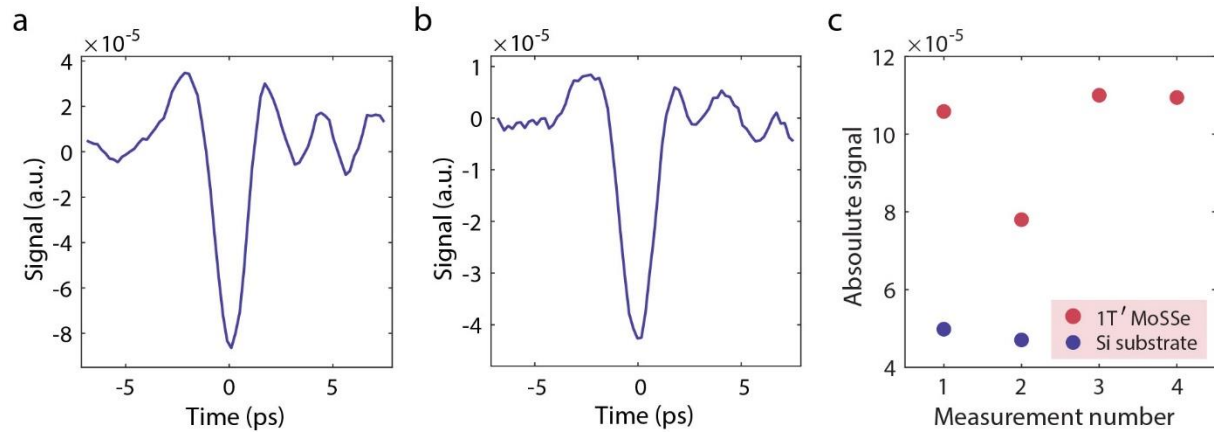 a
×10⁻⁵
4
2
0
-2
-4
-6
-8
Signal (a.u.)
-5
0
5
Time (ps)
b
×10⁻⁵
1
0
-1
-2
-3
-4
Signal (a.u.)
-5
0
5
Time (ps)
c
×10⁻⁵
12
10
8
6
4
Absoulute signal
1T′ MoSSe
Si substrate
1 2 3 4
Measurement number